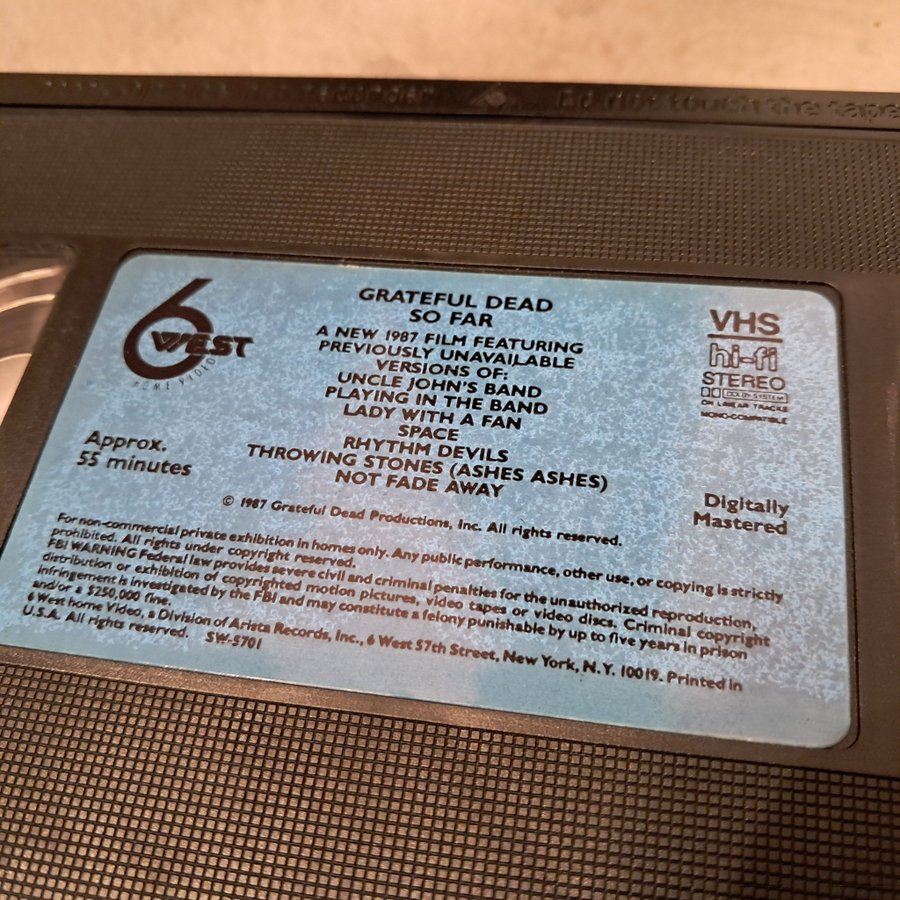 Do not touch the tape
6
WEST
HOME VIDEO
GRATEFUL DEAD
SO FAR
A NEW 1987 FILM FEATURING
PREVIOUSLY UNAVAILABLE
VERSIONS OF:
UNCLE JOHN'S BAND
PLAYING IN THE BAND
LADY WITH A FAN
SPACE
RHYTHM DEVILS
THROWING STONES (ASHES ASHES)
NOT FADE AWAY
VHS
hi-fi
STEREO
DOLBY SYSTEM
ON LINEAR TRACKS
MONO-COMPATIBLE
Approx.
55 minutes
Digitally
Mastered
© 1987 Grateful Dead Productions, Inc. All rights reserved.
For non-commercial private exhibition in homes only. Any public performance, other use, or copying is strictly
prohibited. All rights under copyright reserved.
FBI WARNING Federal law provides severe civil and criminal penalties for the unauthorized reproduction,
distribution or exhibition of copyrighted motion pictures, video tapes or video discs. Criminal copyright
infringement is investigated by the FBI and may constitute a felony punishable by up to five years in prison
and/or a $250,000 fine.
6 West home Video, a Division of Arista Records, Inc., 6 West 57th Street, New York, N.Y. 10019. Printed in
U.S.A. All rights reserved. SW-5701